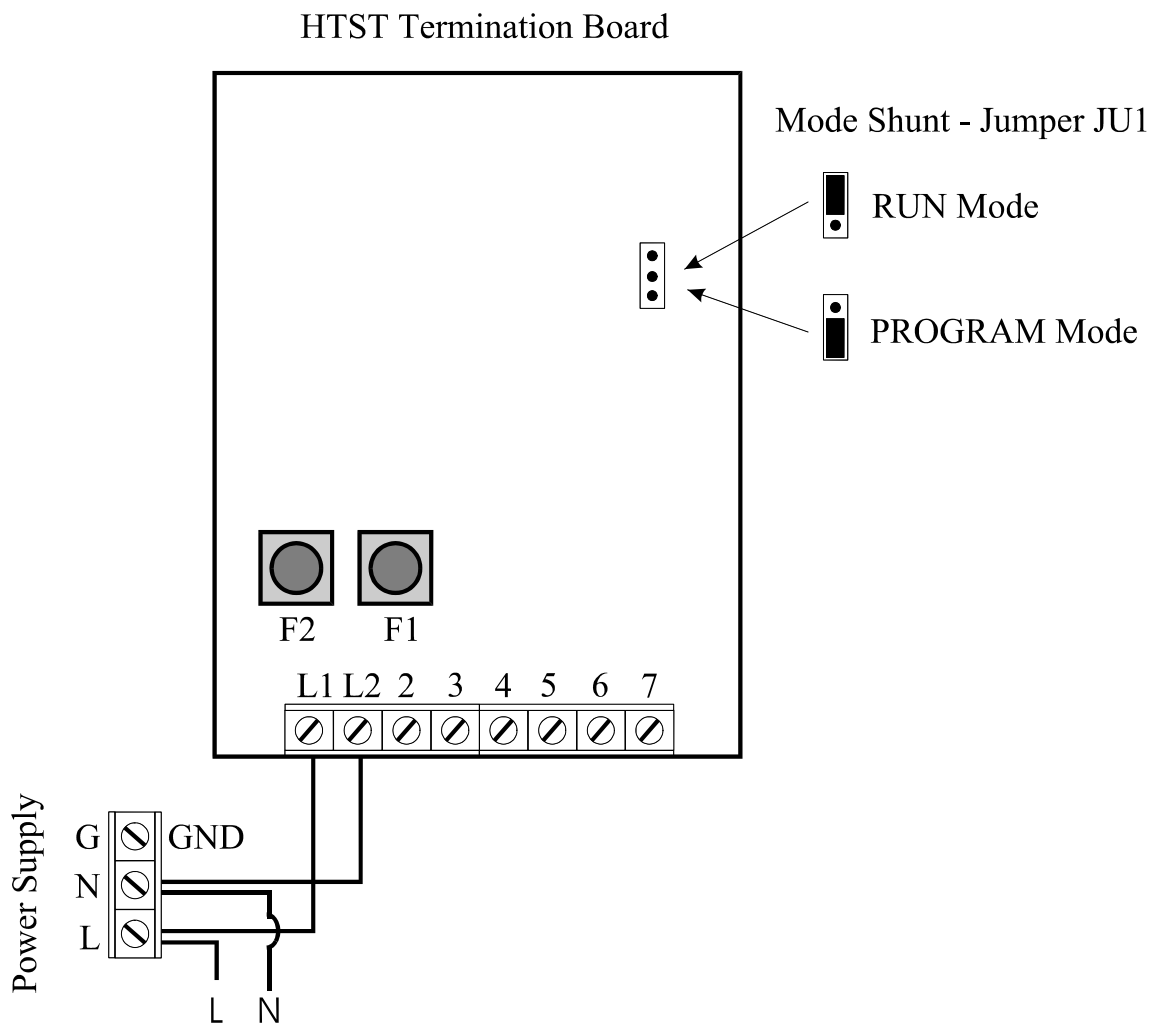 HTST Termination Board
Mode Shunt - Jumper JU1
RUN Mode
PROGRAM Mode
F2 F1
L1 L2 2 3 4 5 6 7
Power Supply
G GND
N
L
L N